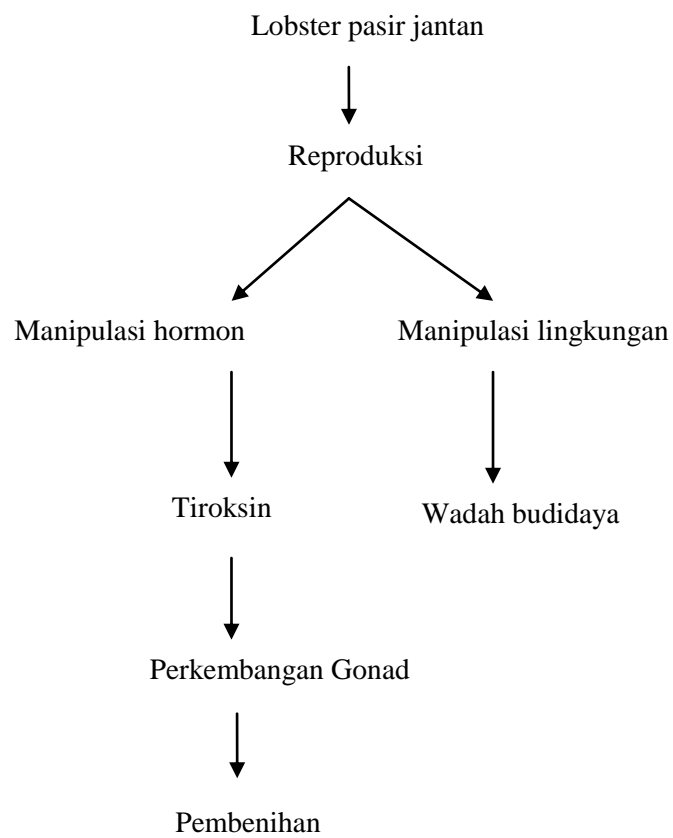 Lobster pasir jantan
Reproduksi
Manipulasi hormon
Manipulasi lingkungan
Tiroksin
Wadah budidaya
Perkembangan Gonad
Pembenihan